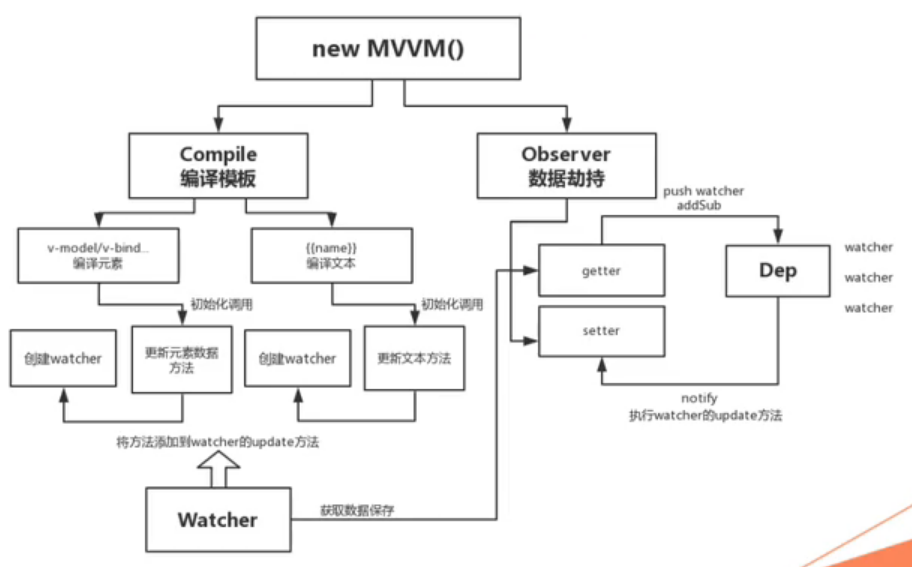 new MVVM()
Compile
编译模板
Observer
数据劫持
push watcher
addSub
v-model/v-bind...
编译元素
{{name}}
编译文本
getter
Dep
watcher
watcher
watcher
初始化调用
初始化调用
setter
创建watcher
更新元素数据
方法
创建watcher
更新文本方法
notify
执行watcher的update方法
将方法添加到watcher的update方法
Watcher
获取数据保存